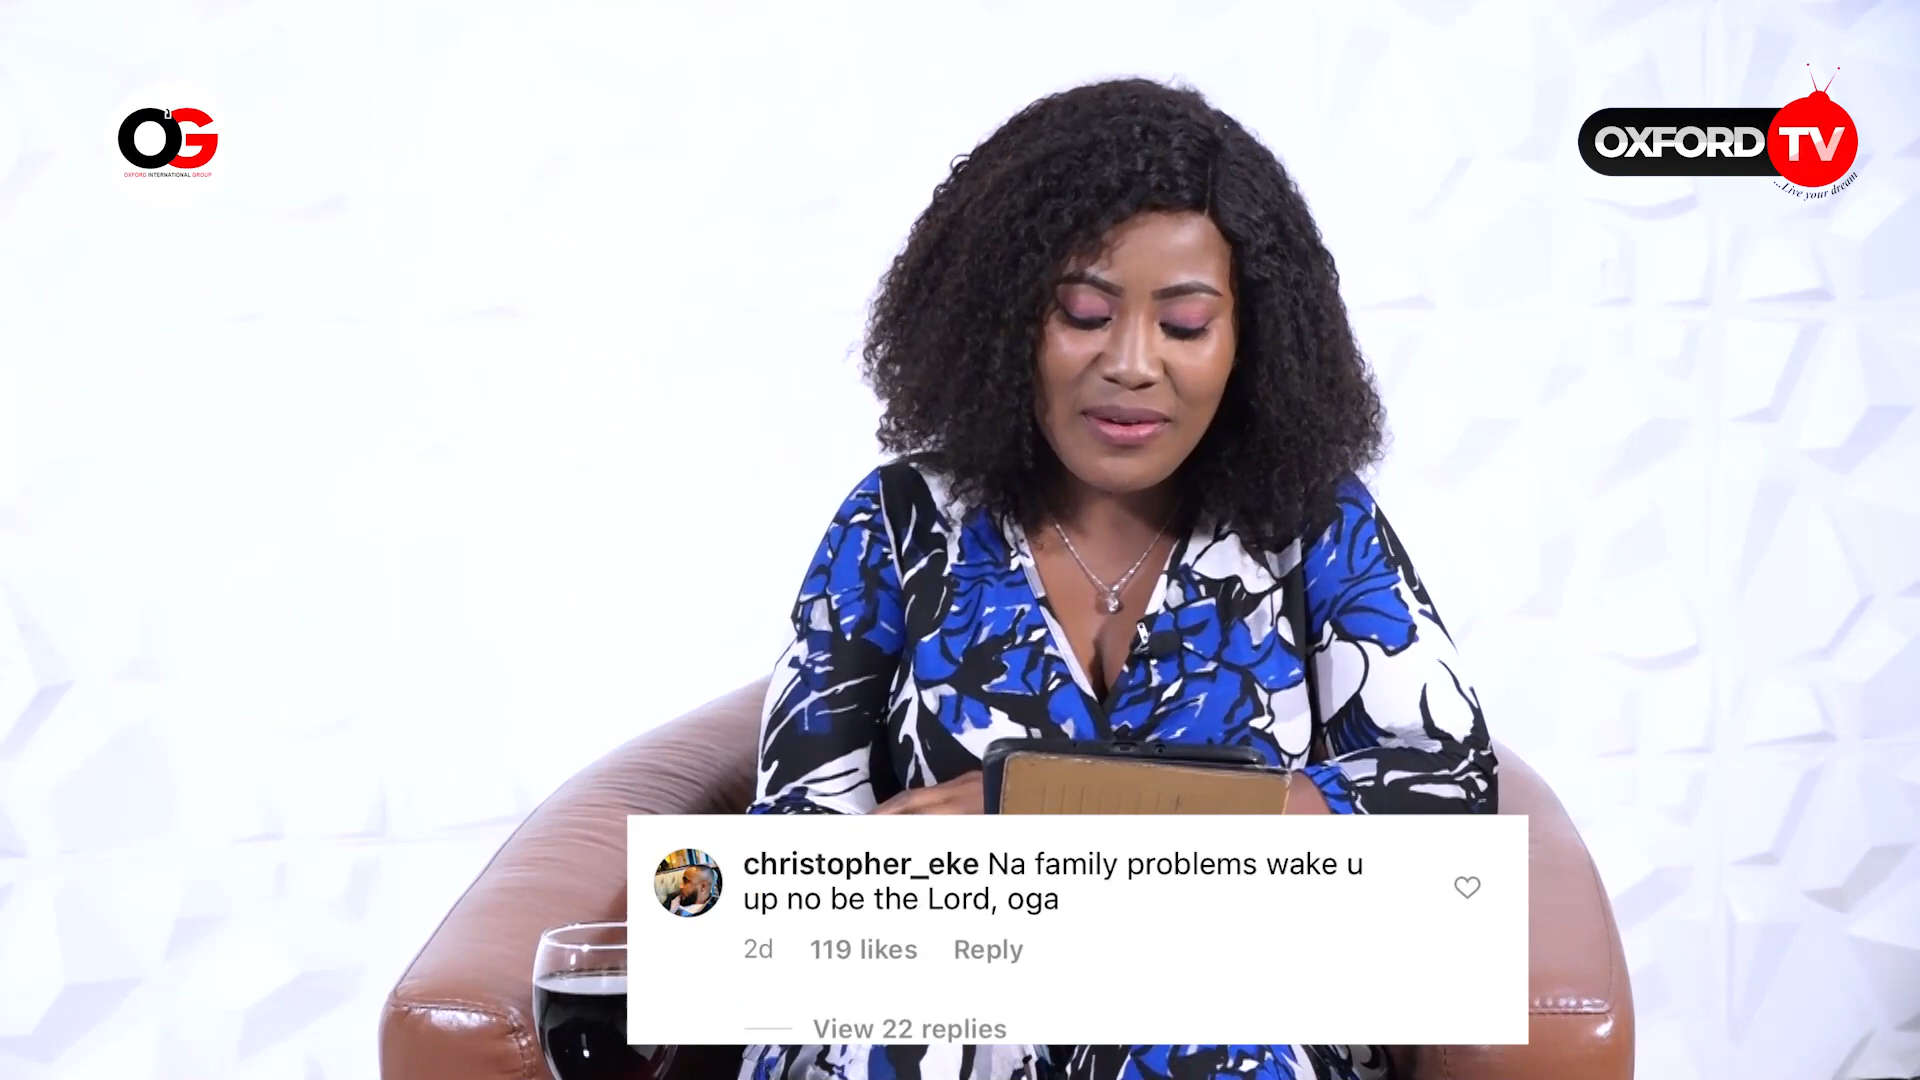 O'G
OXFORD INTERNATIONAL GROUP
OXFORD TV
...Live your dream
christopher_eke Na family problems wake u
up no be the Lord, oga
2d 119 likes Reply
View 22 replies